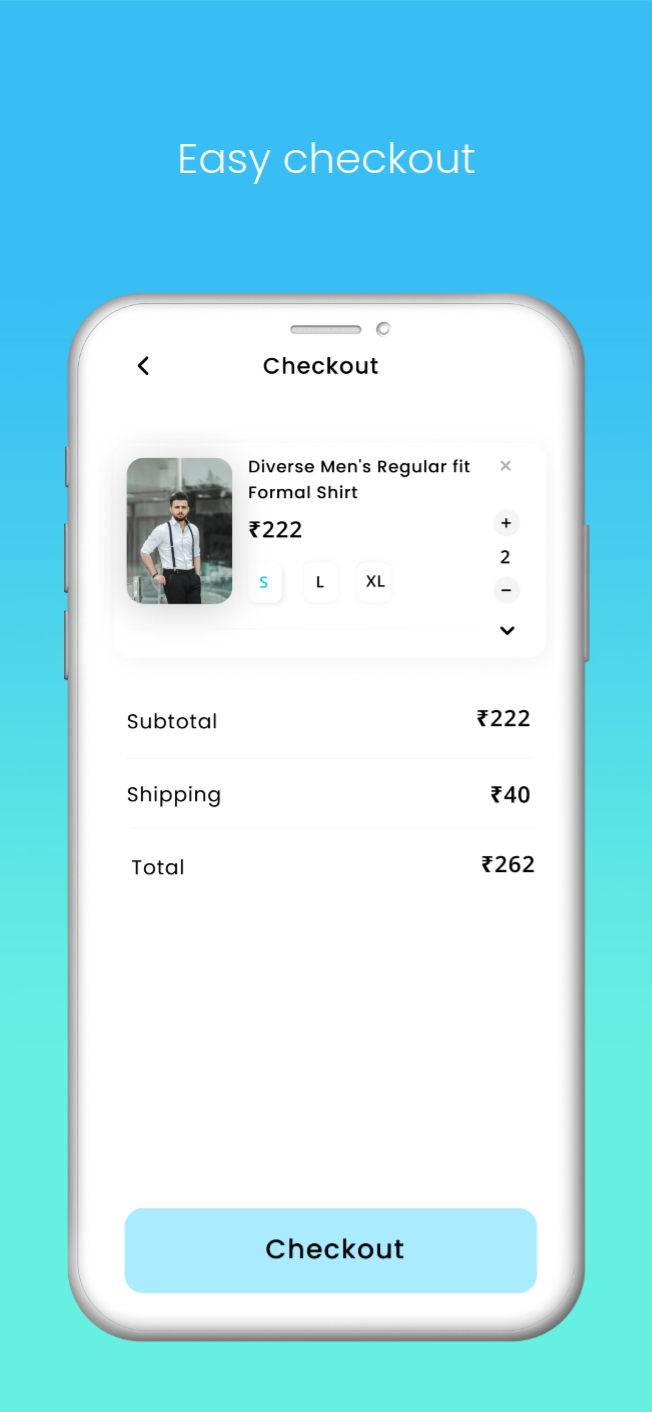 Easy checkout
Checkout
Diverse Men's Regular fit
Formal Shirt
₹222
+
2
−
S
L
XL
Subtotal
₹222
Shipping
₹40
Total
₹262
Checkout